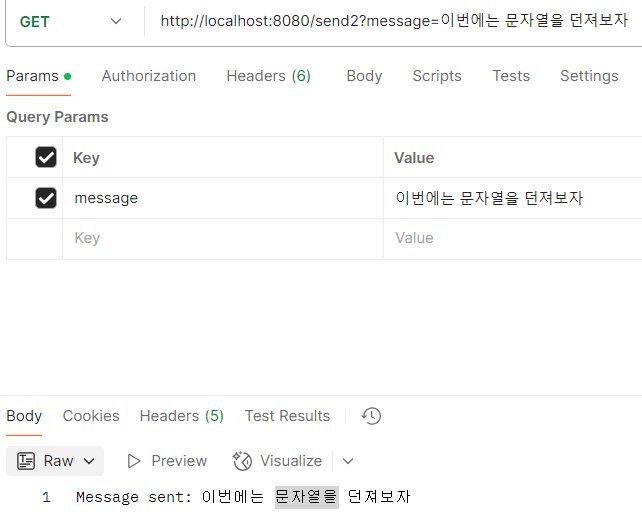 GET http://localhost:8080/send2?message=이번에는 문자열을 던져보자
Params Authorization Headers (6) Body Scripts Tests Settings
Query Params
Key Value
message 이번에는 문자열을 던져보자
Key Value
Body Cookies Headers (5) Test Results
Raw Preview Visualize
1 Message sent: 이번에는 문자열을 던져보자